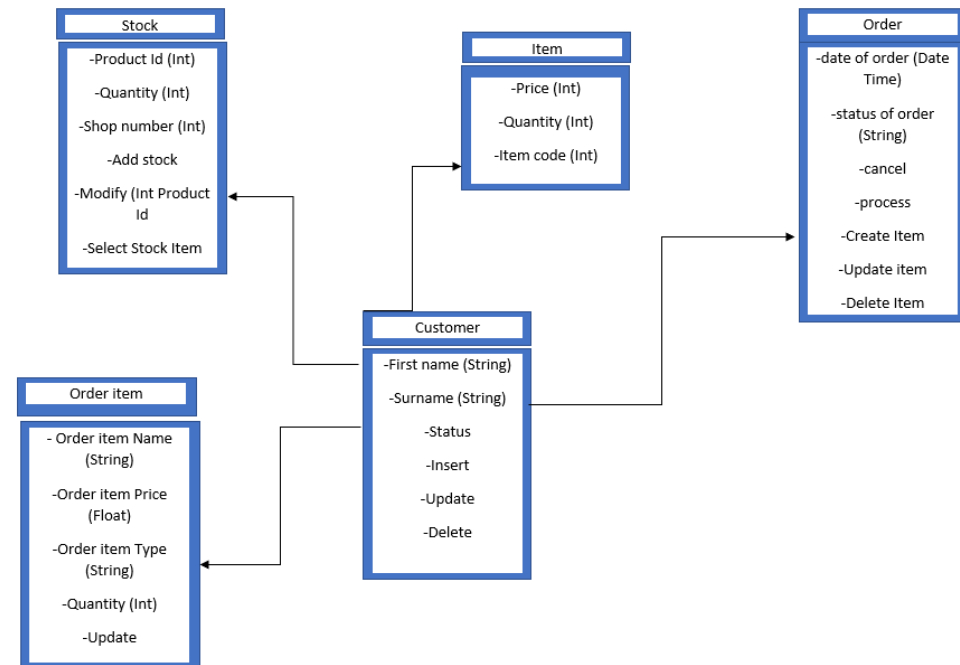 Stock
-Product Id (Int)
-Quantity (Int)
-Shop number (Int)
-Add stock
-Modify (Int Product
Id
-Select Stock Item
Item
-Price (Int)
-Quantity (Int)
-Item code (Int)
Order
-date of order (Date
Time)
-status of order
(String)
-cancel
-process
-Create Item
-Update item
-Delete Item
Customer
-First name (String)
-Surname (String)
-Status
-Insert
-Update
-Delete
Order item
- Order item Name
(String)
-Order item Price
(Float)
-Order item Type
(String)
-Quantity (Int)
-Update